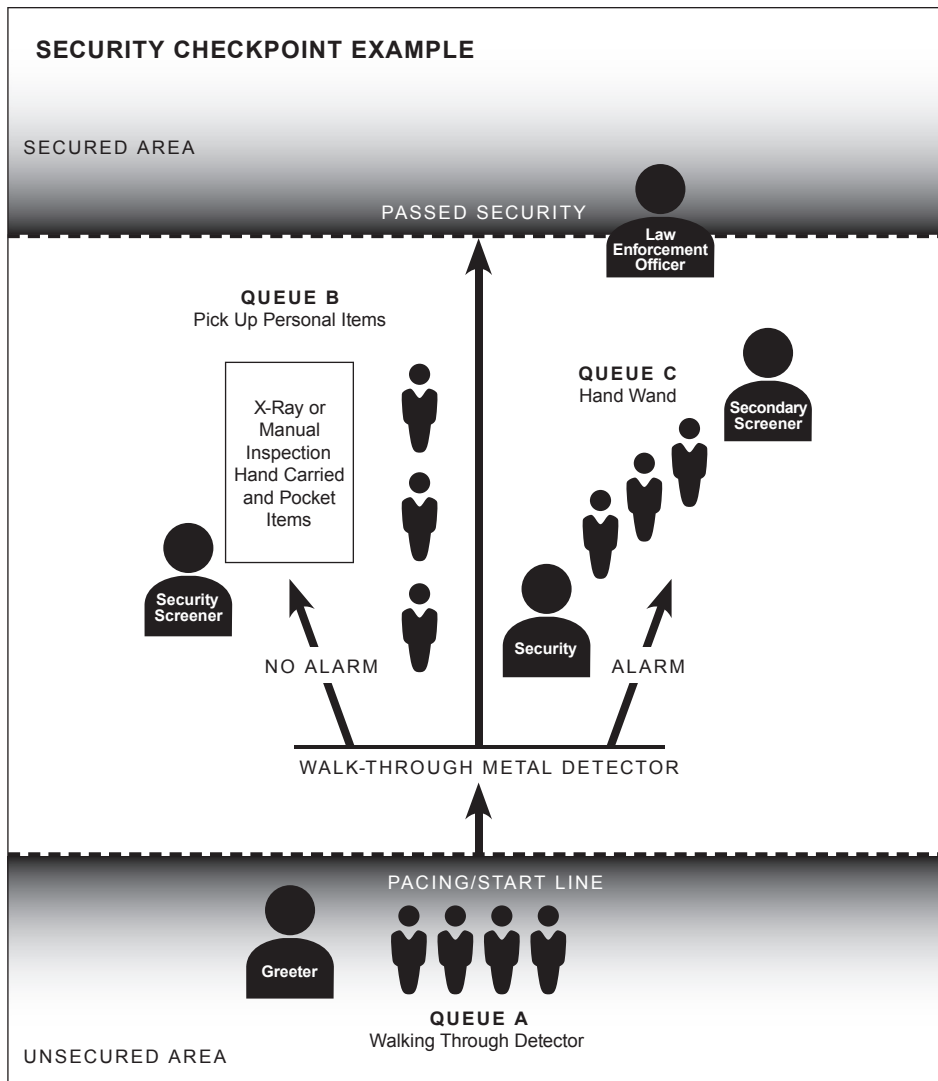 SECURITY CHECKPOINT EXAMPLE
SECURED AREA
PASSED SECURITY
Law
Enforcement
Officer
QUEUE B
Pick Up Personal Items
QUEUE C
Hand Wand
Secondary
Screener
X-Ray or
Manual
Inspection
Hand Carried
and Pocket
Items
Security
Screener
Security
NO ALARM
ALARM
WALK-THROUGH METAL DETECTOR
PACING/START LINE
Greeter
QUEUE A
Walking Through Detector
UNSECURED AREA